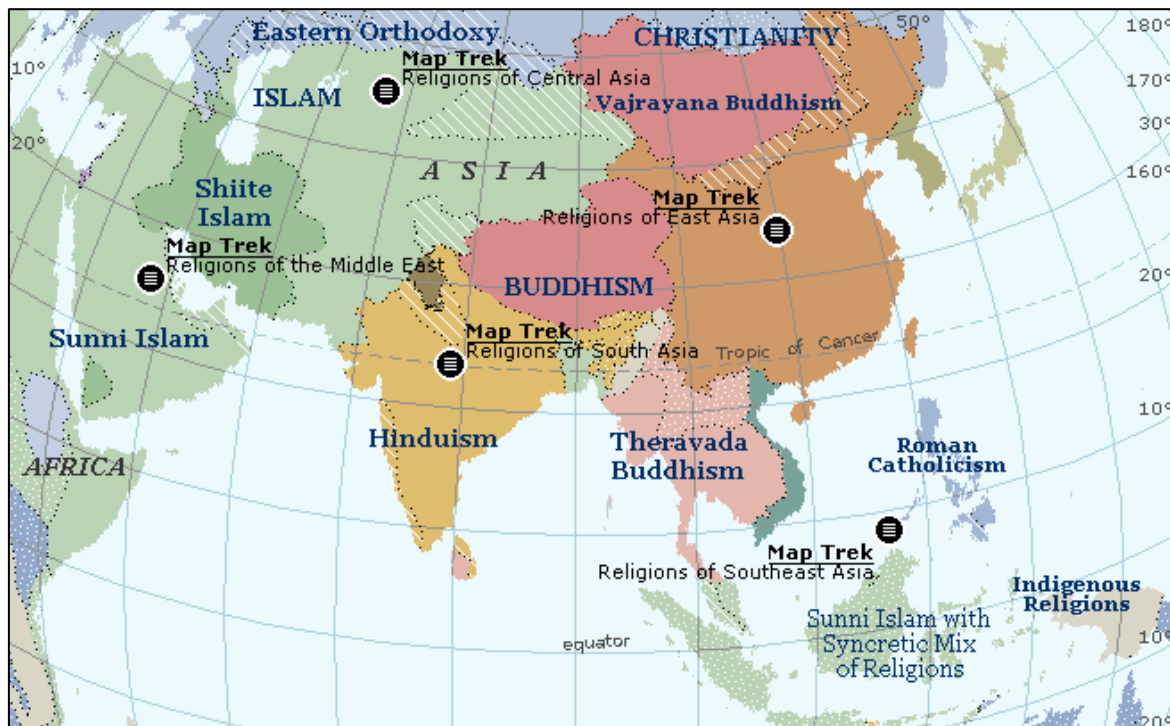 Eastern Orthodoxy
CHRISTIANITY
50°
180°
10°
Map Trek
Religions of Central Asia
170°
ISLAM
Vajrayana Buddhism
30°
20°
A S I A
160°
Shiite
Islam
Map Trek
Religions of East Asia
Map Trek
Religions of the Middle East
20°
BUDDHISM
Sunni Islam
Map Trek
Religions of South Asia
Tropic of Cancer
10°
Hinduism
Theravada
Buddhism
Roman
Catholicism
AFRICA
0°
Map Trek
Religions of Southeast Asia
Indigenous
Religions
Sunni Islam with
Syncretic Mix
of Religions
equator
10°
20°